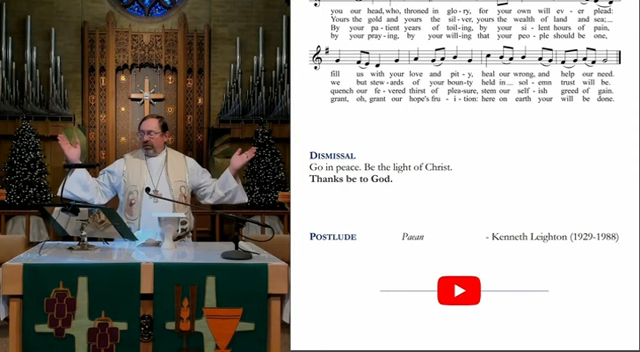 you our head, who, throned in glo - ry, for your own will ev - er plead:
Yours the gold and yours the sil - ver, yours the wealth of land and sea;
By your pa - tient years of toil - ing, by your si - lent hours of pain,
by your pray - ing, by your will - ing that your peo - ple should be one,
fill us with your love and pit - y, heal our wrong, and help our need.
we but stew - ards of your boun - ty held in sol - emn trust will be.
quench our fe - vered thirst of plea - sure, stem our self - ish greed of gain.
grant, oh, grant our hope's fru - i - tion: here on earth your will be done.
DISMISSAL
Go in peace. Be the light of Christ.
Thanks be to God.
POSTLUDE Paean - Kenneth Leighton (1929-1988)